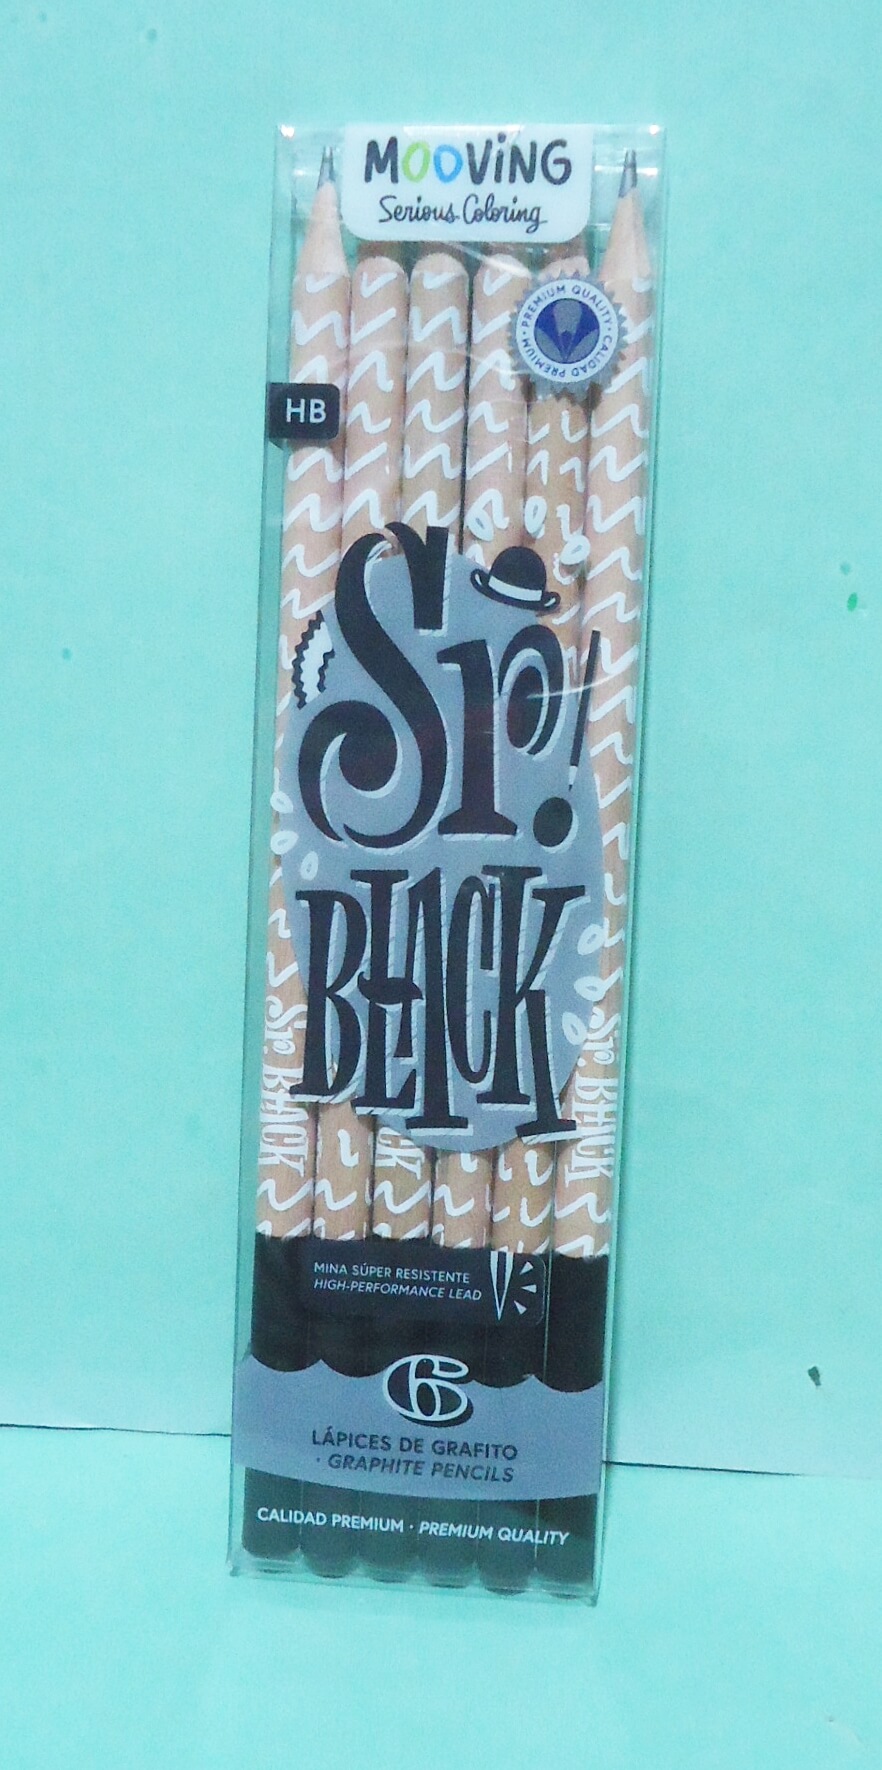 MOOVING
Serious Coloring
PREMIUM QUALITY · CALIDAD PREMIUM ·
HB
Sr!
BLACK
Sr. BLACK
Sr. BLACK
CK
MINA SÚPER RESISTENTE
HIGH-PERFORMANCE LEAD
6
LÁPICES DE GRAFITO
· GRAPHITE PENCILS
CALIDAD PREMIUM · PREMIUM QUALITY